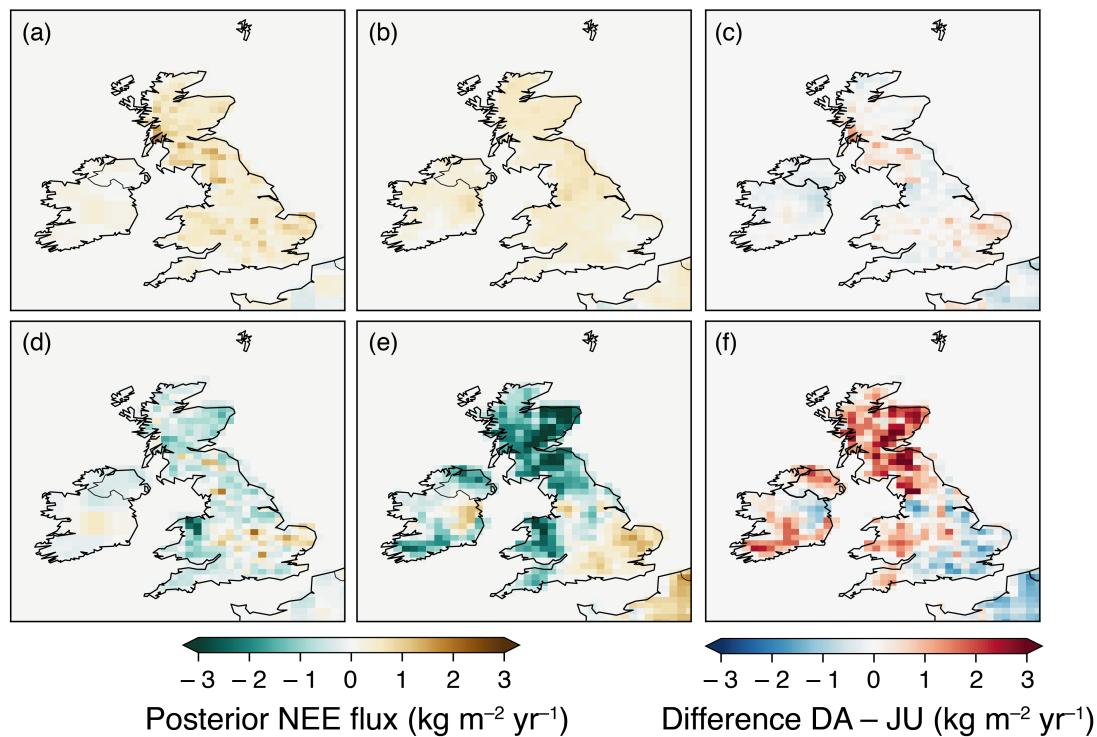 (a) (b) (c)
(d) (e) (f)
– 3 – 2 – 1 0 1 2 3 – 3 – 2 – 1 0 1 2 3
Posterior NEE flux (kg m⁻² yr⁻¹) Difference DA – JU (kg m⁻² yr⁻¹)